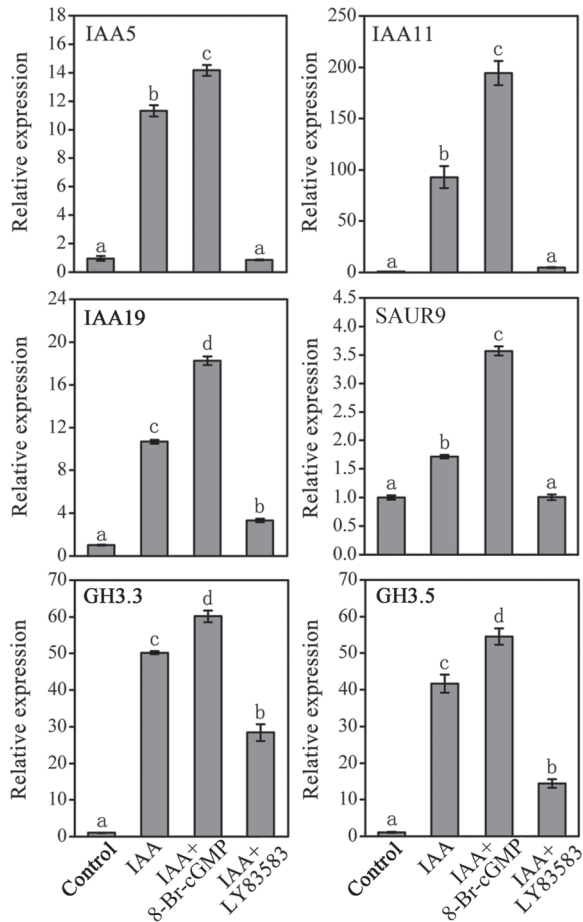 IAA5
Relative expression
18
16
14
12
10
8
6
4
2
0
a
b
c
a
IAA11
Relative expression
250
200
150
100
50
0
a
b
c
a
IAA19
Relative expression
24
20
16
12
8
4
0
a
c
d
b
SAUR9
Relative expression
4.5
4.0
3.5
3.0
2.5
2.0
1.5
1.0
0.5
0.0
a
b
c
a
GH3.3
Relative expression
70
60
50
40
30
20
10
0
a
c
d
b
Control
IAA
IAA+
8-Br-cGMP
IAA+
LY83583
GH3.5
Relative expression
70
60
50
40
30
20
10
0
a
c
d
b
Control
IAA
IAA+
8-Br-cGMP
IAA+
LY83583